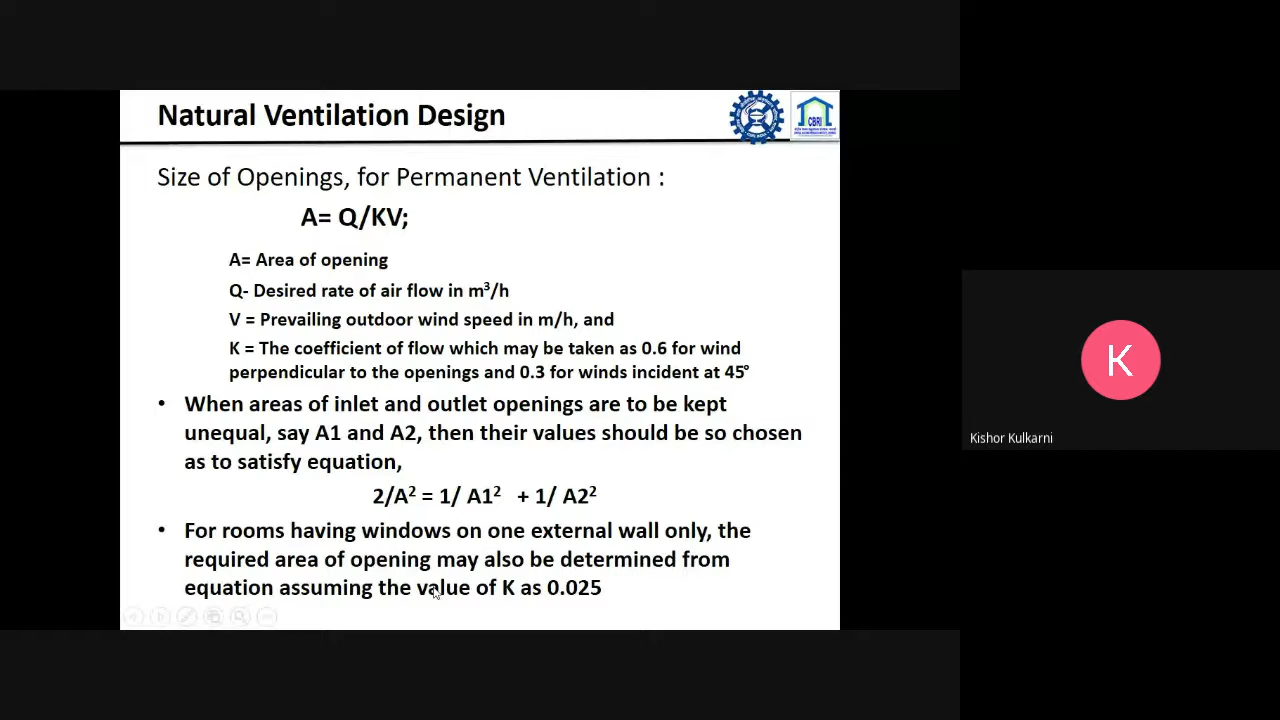 Natural Ventilation Design
CBRI
Size of Openings, for Permanent Ventilation :
A= Q/KV;
A= Area of opening
Q- Desired rate of air flow in m³/h
V = Prevailing outdoor wind speed in m/h, and
K = The coefficient of flow which may be taken as 0.6 for wind
perpendicular to the openings and 0.3 for winds incident at 45°
• When areas of inlet and outlet openings are to be kept
unequal, say A1 and A2, then their values should be so chosen
as to satisfy equation,
2/A² = 1/ A1² + 1/ A2²
• For rooms having windows on one external wall only, the
required area of opening may also be determined from
equation assuming the value of K as 0.025
K
Kishor Kulkarni